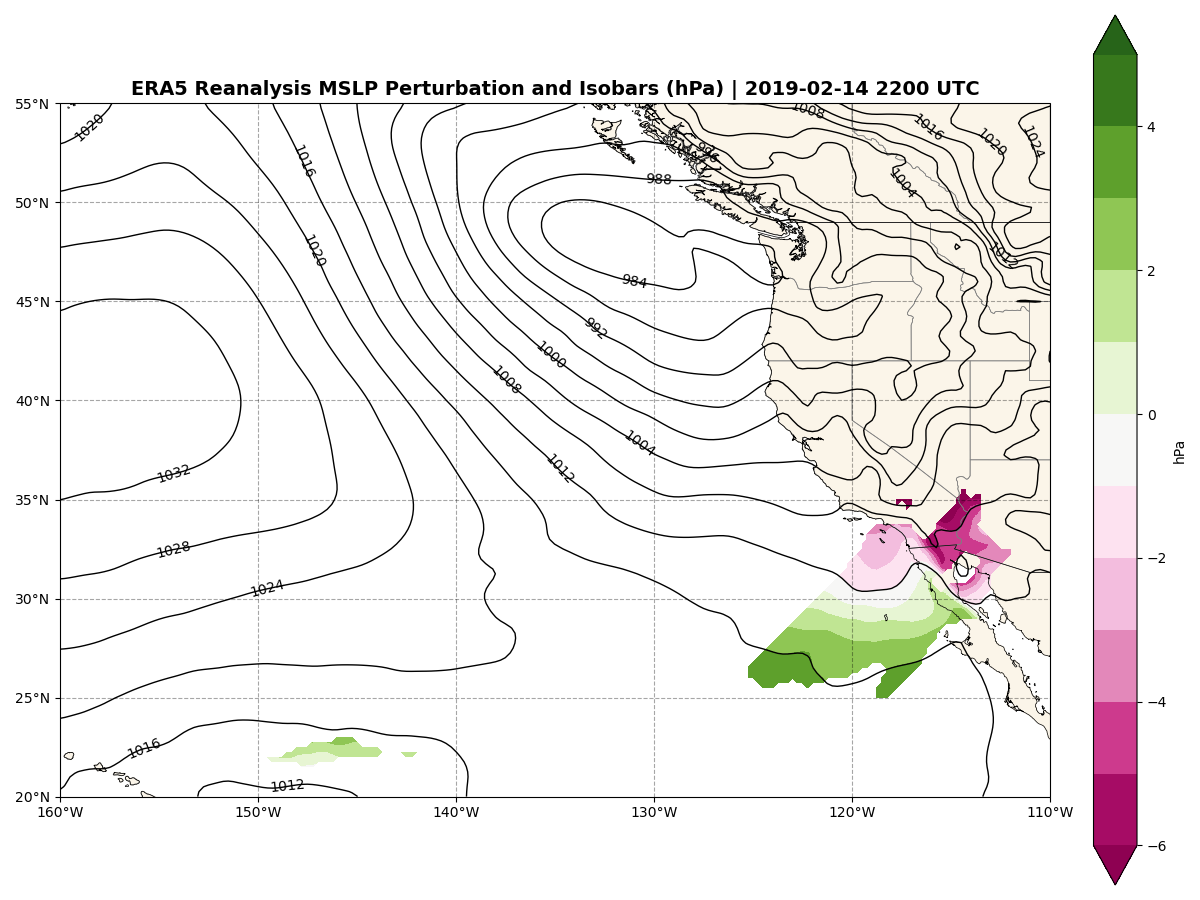 ERA5 Reanalysis MSLP Perturbation and Isobars (hPa) | 2019-02-14 2200 UTC
55°N
50°N
45°N
40°N
35°N
30°N
25°N
20°N
160°W
150°W
140°W
130°W
120°W
110°W
1020
1016
1020
988
996
1008
1016
1020
1024
1004
1012
984
992
1000
1008
1004
1012
1032
1028
1024
1016
1012
4
2
0
−2
−4
−6
hPa